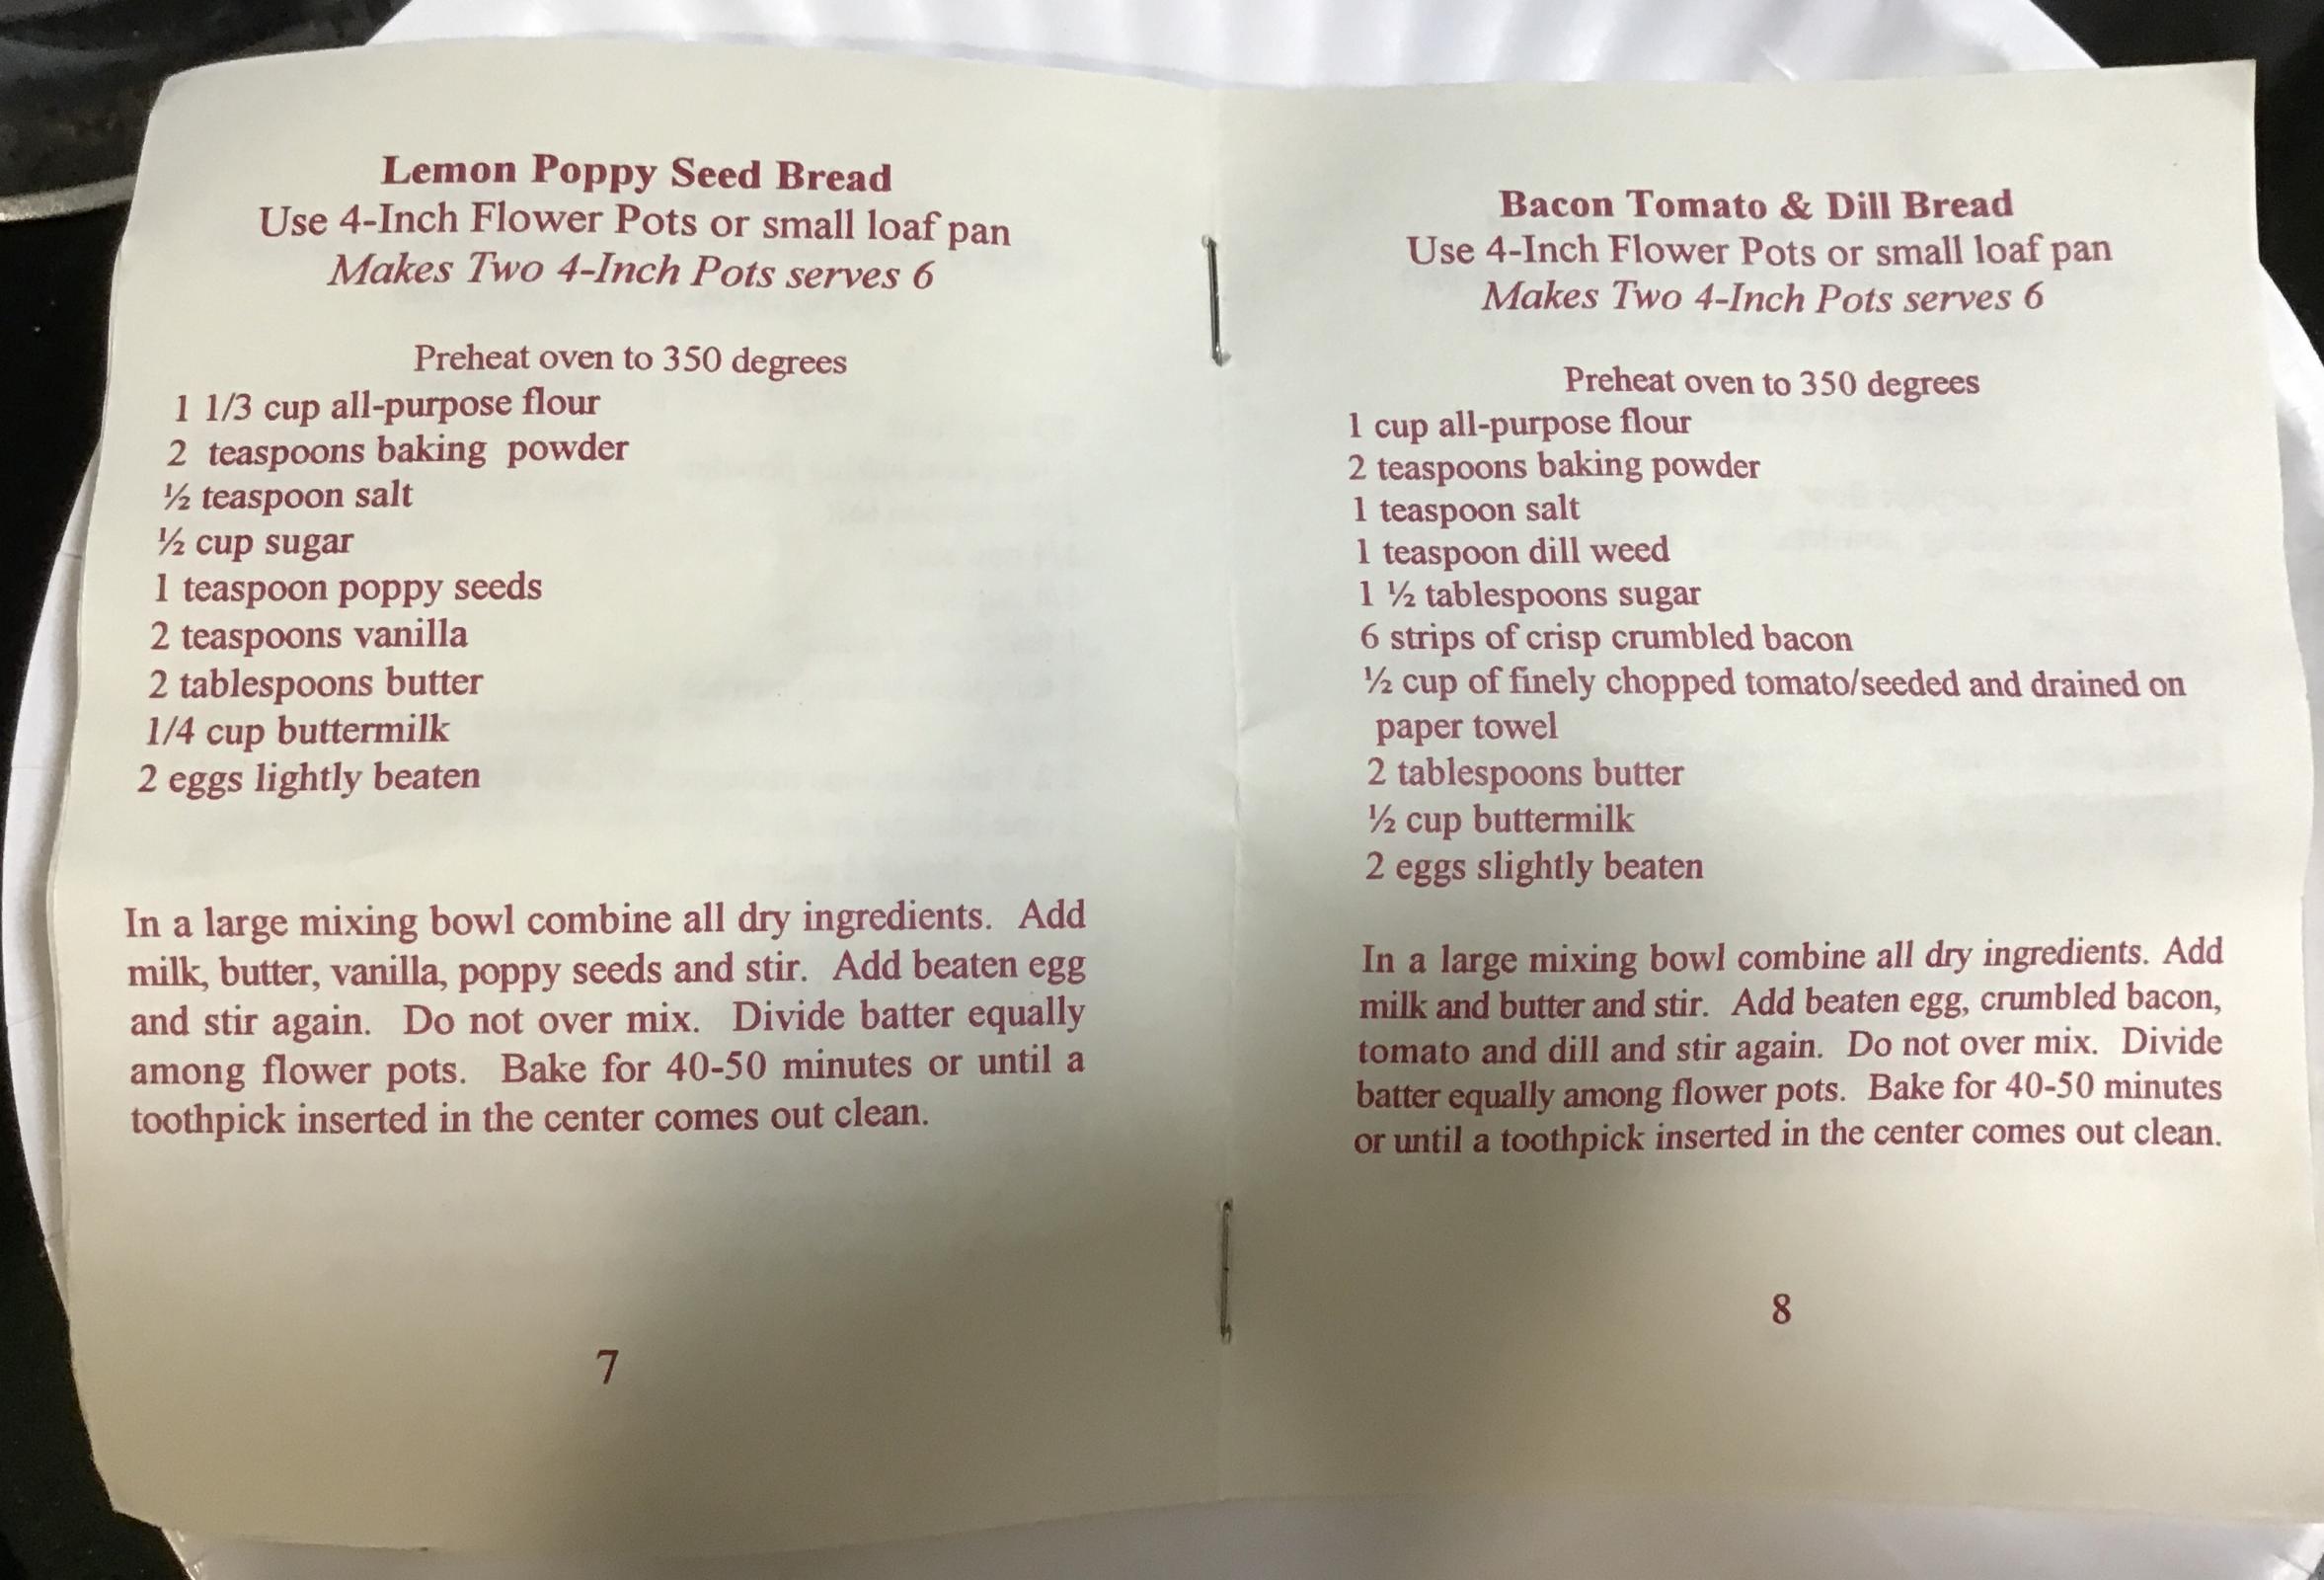 Lemon Poppy Seed Bread
Use 4-Inch Flower Pots or small loaf pan
Makes Two 4-Inch Pots serves 6
Preheat oven to 350 degrees
1 1/3 cup all-purpose flour
2 teaspoons baking powder
½ teaspoon salt
½ cup sugar
1 teaspoon poppy seeds
2 teaspoons vanilla
2 tablespoons butter
1/4 cup buttermilk
2 eggs lightly beaten
In a large mixing bowl combine all dry ingredients. Add
milk, butter, vanilla, poppy seeds and stir. Add beaten egg
and stir again. Do not over mix. Divide batter equally
among flower pots. Bake for 40-50 minutes or until a
toothpick inserted in the center comes out clean.
7
Bacon Tomato & Dill Bread
Use 4-Inch Flower Pots or small loaf pan
Makes Two 4-Inch Pots serves 6
Preheat oven to 350 degrees
1 cup all-purpose flour
2 teaspoons baking powder
1 teaspoon salt
1 teaspoon dill weed
1 ½ tablespoons sugar
6 strips of crisp crumbled bacon
½ cup of finely chopped tomato/seeded and drained on
paper towel
2 tablespoons butter
½ cup buttermilk
2 eggs slightly beaten
In a large mixing bowl combine all dry ingredients. Add
milk and butter and stir. Add beaten egg, crumbled bacon,
tomato and dill and stir again. Do not over mix. Divide
batter equally among flower pots. Bake for 40-50 minutes
or until a toothpick inserted in the center comes out clean.
8